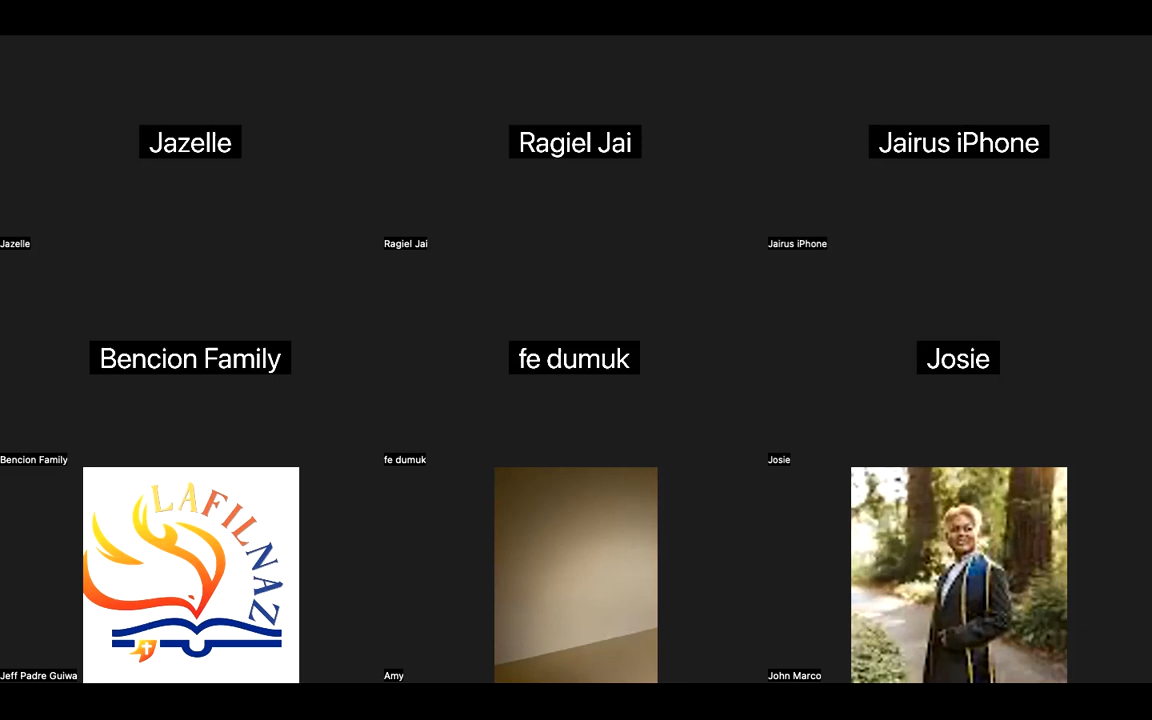 Jazelle
Ragiel Jai
Jairus iPhone
Jazelle
Ragiel Jai
Jairus iPhone
Bencion Family
fe dumuk
Josie
Bencion Family
fe dumuk
Josie
LAFILNAZ
Jeff Padre Guiwa
Amy
John Marco